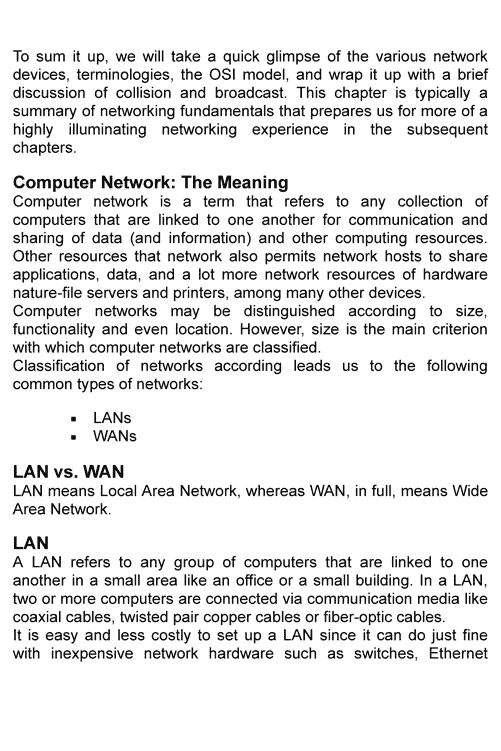 To sum it up, we will take a quick glimpse of the various network
devices, terminologies, the OSI model, and wrap it up with a brief
discussion of collision and broadcast. This chapter is typically a
summary of networking fundamentals that prepares us for more of a
highly illuminating networking experience in the subsequent
chapters.
Computer Network: The Meaning
Computer network is a term that refers to any collection of
computers that are linked to one another for communication and
sharing of data (and information) and other computing resources.
Other resources that network also permits network hosts to share
applications, data, and a lot more network resources of hardware
nature-file servers and printers, among many other devices.
Computer networks may be distinguished according to size,
functionality and even location. However, size is the main criterion
with which computer networks are classified.
Classification of networks according leads us to the following
common types of networks:
▪ LANs
▪ WANs
LAN vs. WAN
LAN means Local Area Network, whereas WAN, in full, means Wide
Area Network.
LAN
A LAN refers to any group of computers that are linked to one
another in a small area like an office or a small building. In a LAN,
two or more computers are connected via communication media like
coaxial cables, twisted pair copper cables or fiber-optic cables.
It is easy and less costly to set up a LAN since it can do just fine
with inexpensive network hardware such as switches, Ethernet